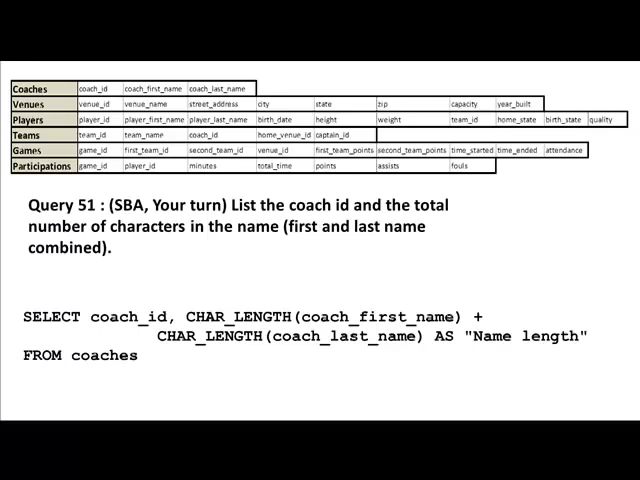 Coaches coach_id coach_first_name coach_last_name
Venues venue_id venue_name street_address city state zip capacity year_built
Players player_id player_first_name player_last_name birth_date height weight team_id home_state birth_state quality
Teams team_id team_name coach_id home_venue_id captain_id
Games game_id first_team_id second_team_id venue_id first_team_points second_team_points time_started time_ended attendance
Participations game_id player_id minutes total_time points assists fouls
Query 51 : (SBA, Your turn) List the coach id and the total
number of characters in the name (first and last name
combined).
SELECT coach_id, CHAR_LENGTH(coach_first_name) +
CHAR_LENGTH(coach_last_name) AS "Name length"
FROM coaches